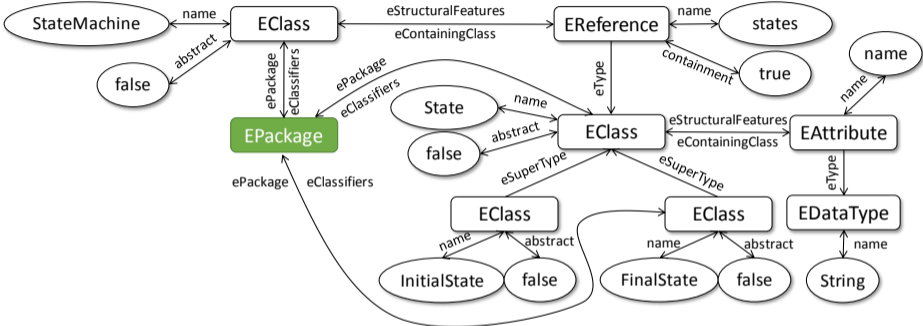 StateMachine
name
EClass
eStructuralFeatures
eContainingClass
EReference
name
states
abstract
false
ePackage
eClassifiers
ePackage
eClassifiers
eType
containment
true
name
name
EPackage
State
name
abstract
false
EClass
eStructuralFeatures
eContainingClass
EAttribute
ePackage
eClassifiers
eSuperType
eSuperType
eType
EClass
EClass
EDataType
name
abstract
name
abstract
name
InitialState
false
FinalState
false
String